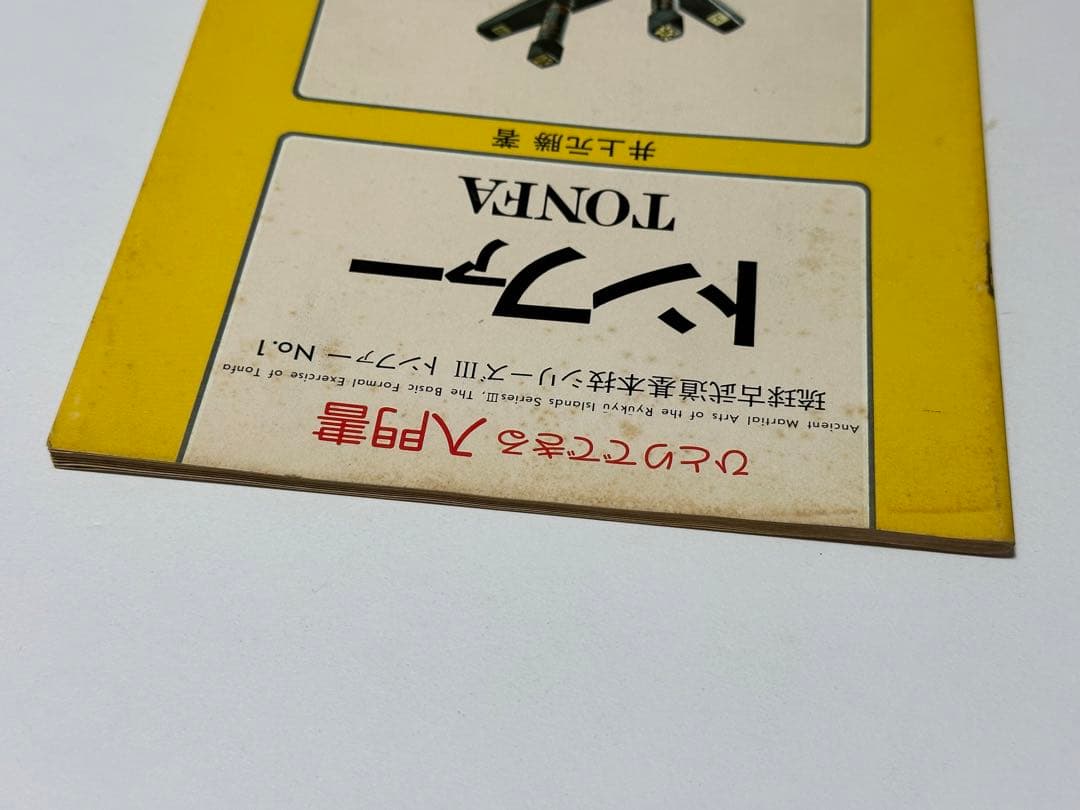 ひとりでできる 入門書
Ancient Martial Arts of the Ryukyu Islands SeriesⅢ. The Basic Formal Exercise of Tonfa
琉球古武道基本技シリーズⅢ トンファー No.1
トンファー
TONFA
井上元勝 著